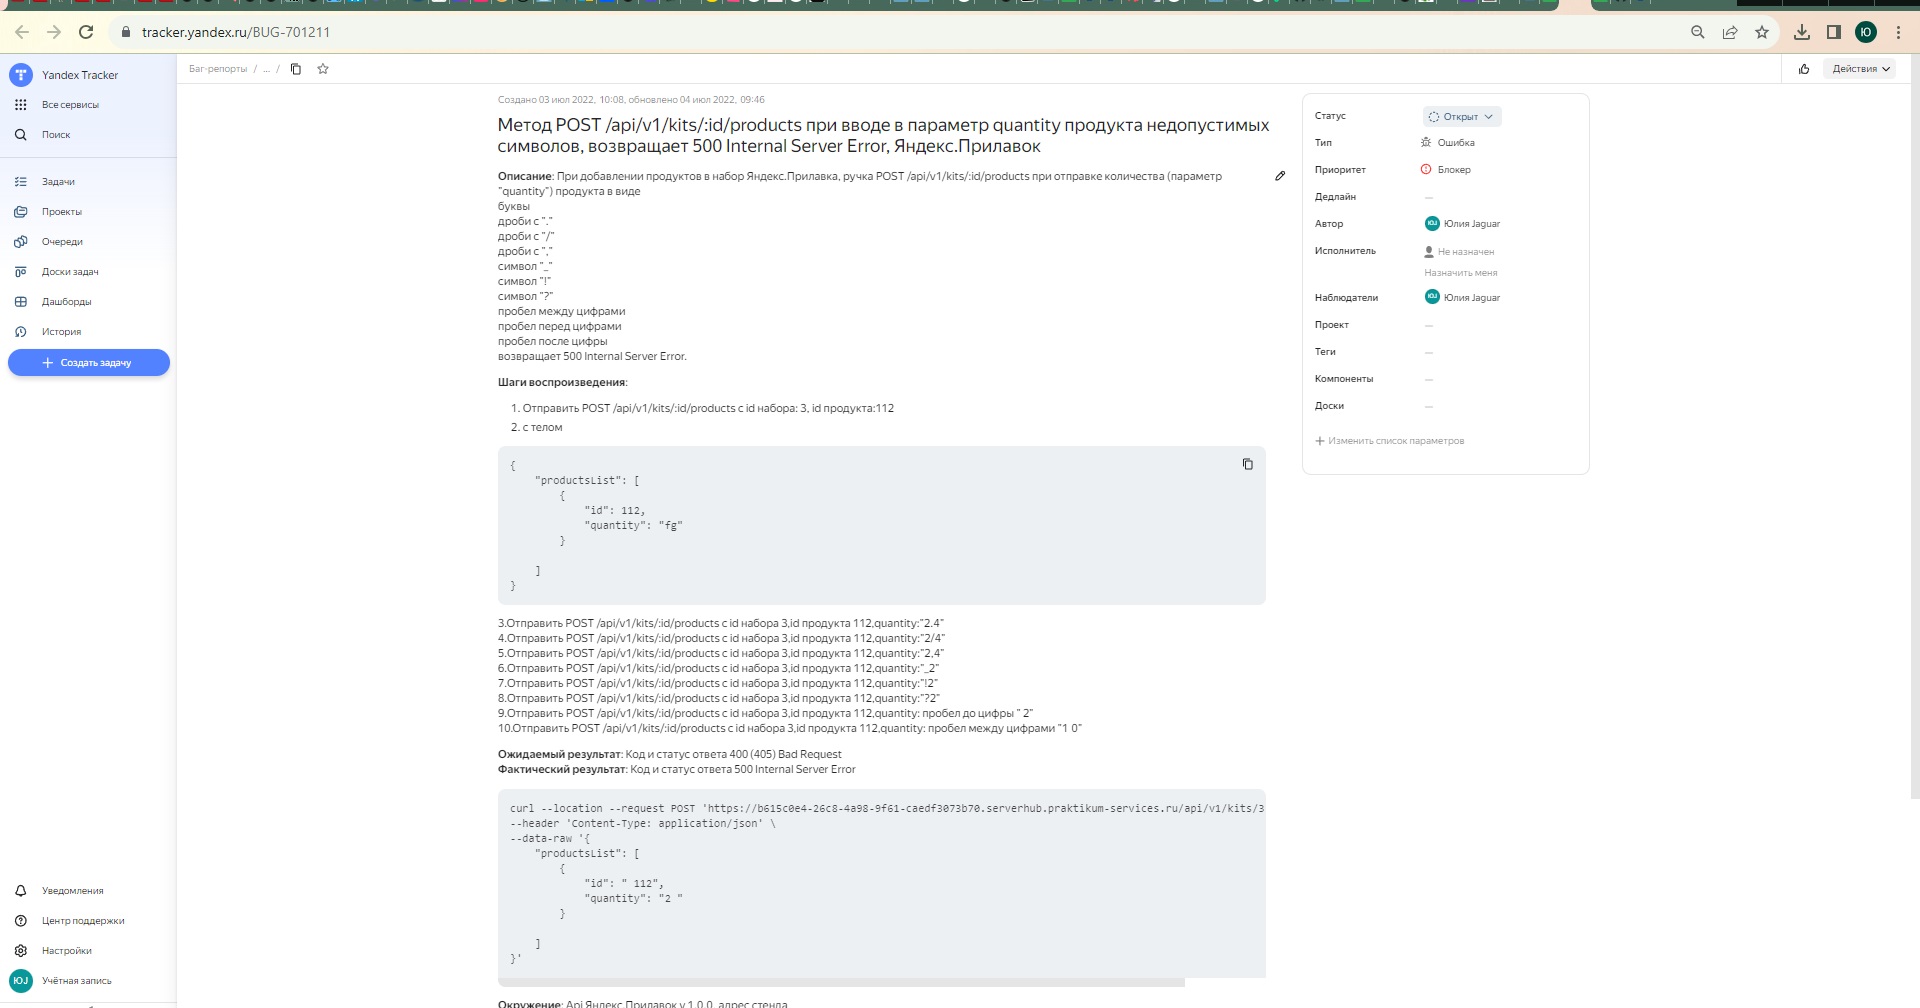 tracker.yandex.ru/BUG-701211
Ю
Yandex Tracker
Все сервисы
Поиск
Задачи
Проекты
Очереди
Доски задач
Дашборды
История
Создать задачу
Уведомления
Центр поддержки
Настройки
ЮJ Учётная запись
Баг-репорты / ... /
Действия
Создано 03 июл 2022, 10:08, обновлено 04 июл 2022, 09:46
Метод POST /api/v1/kits/:id/products при вводе в параметр quantity продукта недопустимых
символов, возвращает 500 Internal Server Error, Яндекс.Прилавок
Описание: При добавлении продуктов в набор Яндекс.Прилавка, ручка POST /api/v1/kits/:id/products при отправке количества (параметр
"quantity") продукта в виде
буквы
дроби с "."
дроби с "/"
дроби с ","
символ "_"
символ "!"
символ "?"
пробел между цифрами
пробел перед цифрами
пробел после цифры
возвращает 500 Internal Server Error.
Шаги воспроизведения:
1. Отправить POST /api/v1/kits/:id/products с id набора: 3, id продукта:112
2. с телом
{
"productsList": [
{
"id": 112,
"quantity": "fg"
}
]
}
3.Отправить POST /api/v1/kits/:id/products с id набора 3,id продукта 112,quantity:"2.4"
4.Отправить POST /api/v1/kits/:id/products с id набора 3,id продукта 112,quantity:"2/4"
5.Отправить POST /api/v1/kits/:id/products с id набора 3,id продукта 112,quantity:"2,4"
6.Отправить POST /api/v1/kits/:id/products с id набора 3,id продукта 112,quantity:"_2"
7.Отправить POST /api/v1/kits/:id/products с id набора 3,id продукта 112,quantity:"!2"
8.Отправить POST /api/v1/kits/:id/products с id набора 3,id продукта 112,quantity:"?2"
9.Отправить POST /api/v1/kits/:id/products с id набора 3,id продукта 112,quantity: пробел до цифры " 2"
10.Отправить POST /api/v1/kits/:id/products с id набора 3,id продукта 112,quantity: пробел между цифрами "1 0"
Ожидаемый результат: Код и статус ответа 400 (405) Bad Request
Фактический результат: Код и статус ответа 500 Internal Server Error
curl --location --request POST 'https://b615c0e4-26c8-4a98-9f61-caedf3073b70.serverhub.praktikum-services.ru/api/v1/kits/3
--header 'Content-Type: application/json' \
--data-raw '{
"productsList": [
{
"id": " 112",
"quantity": "2 "
}
]
}'
Окружение: Api Яндекс Прилавок v 1.0.0, адрес стенда
Статус Открыт
Тип Ошибка
Приоритет Блокер
Дедлайн —
Автор ЮJ Юлия Jaguar
Исполнитель Не назначен
Назначить меня
Наблюдатели ЮJ Юлия Jaguar
Проект —
Теги —
Компоненты —
Доски —
Изменить список параметров